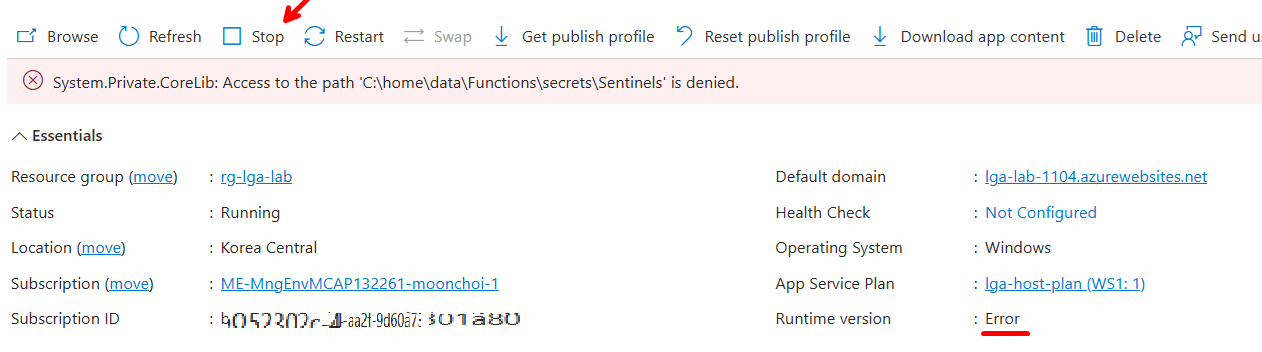 Browse Refresh Stop Restart Swap Get publish profile Reset publish profile Download app content Delete Send
System.Private.CoreLib: Access to the path 'C:\home\data\Functions\secrets\Sentinels' is denied.
Essentials
Resource group (move) : rg-lga-lab
Status : Running
Location (move) : Korea Central
Subscription (move) : ME-MngEnvMCAP132261-moonchoi-1
Subscription ID :
Default domain : lga-lab-1104.azurewebsites.net
Health Check : Not Configured
Operating System : Windows
App Service Plan : lga-host-plan (WS1: 1)
Runtime version : Error